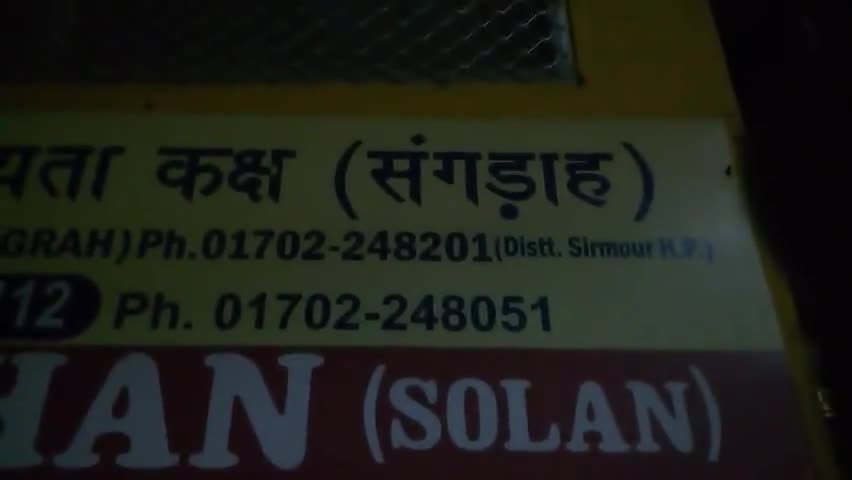 यता कक्ष (संगड़ाह)
GRAH) Ph.01702-248201 (Distt. Sirmour H.P.)
112 Ph. 01702-248051
HAN (SOLAN)